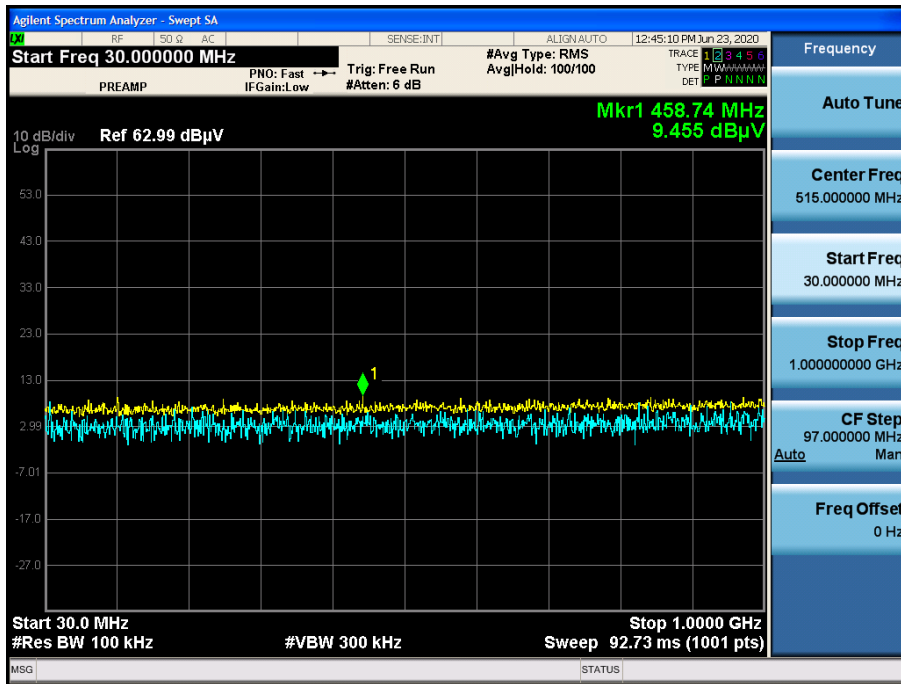 Agilent Spectrum Analyzer - Swept SA
LXI RF 50 Ω AC SENSE:INT ALIGN AUTO 12:45:10 PM Jun 23, 2020
Start Freq 30.000000 MHz
PREAMP
PNO: Fast
IFGain:Low
Trig: Free Run
#Atten: 6 dB
#Avg Type: RMS
Avg|Hold: 100/100
TRACE 1 2 3 4 5 6
TYPE MWWWWW
DET P P N N N N
Mkr1 458.74 MHz
9.455 dBµV
10 dB/div Ref 62.99 dBµV
Log
53.0
43.0
33.0
23.0
13.0
2.99
-7.01
-17.0
-27.0
1
Start 30.0 MHz Stop 1.0000 GHz
#Res BW 100 kHz #VBW 300 kHz Sweep 92.73 ms (1001 pts)
MSG STATUS
Frequency
Auto Tune
Center Freq
515.000000 MHz
Start Freq
30.000000 MHz
Stop Freq
1.000000000 GHz
CF Step
97.000000 MHz
Auto Man
Freq Offset
0 Hz